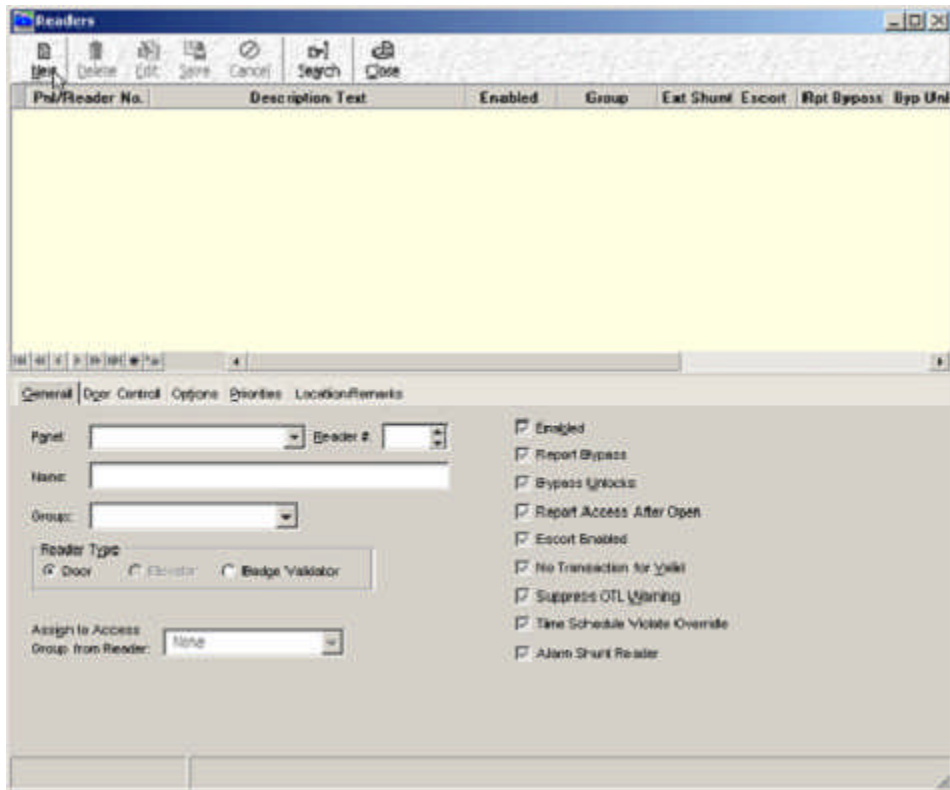 Readers
New Delete Edit Save Cancel Search Close
Pnl/Reader No. Description Text Enabled Group Ext Shunt Escort Rpt Bypass Byp Unl
General Door Control Options Priorities Location/Remarks
Panel: Reader #:
Name:
Group:
Reader Type
Door Elevator Badge Validator
Assign to Access
Group from Reader: None
Enabled
Report Bypass
Bypass Unlocks
Report Access After Open
Escort Enabled
No Transaction for Valid
Suppress OTL Warning
Time Schedule Violate Override
Alarm Shunt Reader